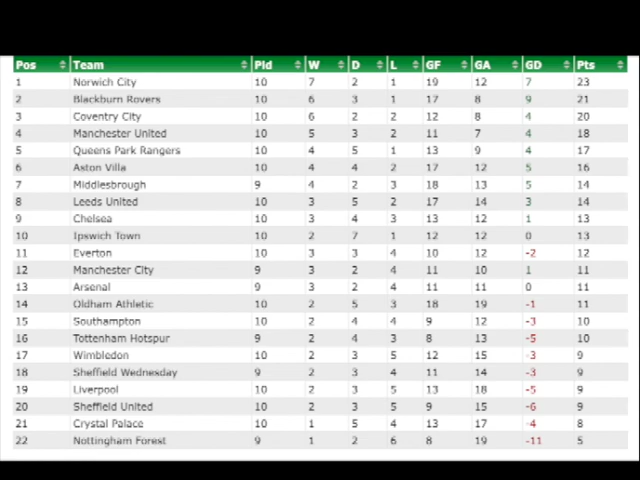 Pos Team Pld W D L GF GA GD Pts
1 Norwich City 10 7 2 1 19 12 7 23
2 Blackburn Rovers 10 6 3 1 17 8 9 21
3 Coventry City 10 6 2 2 12 8 4 20
4 Manchester United 10 5 3 2 11 7 4 18
5 Queens Park Rangers 10 4 5 1 13 9 4 17
6 Aston Villa 10 4 4 2 17 12 5 16
7 Middlesbrough 9 4 2 3 18 13 5 14
8 Leeds United 10 3 5 2 17 14 3 14
9 Chelsea 10 3 4 3 13 12 1 13
10 Ipswich Town 10 2 7 1 12 12 0 13
11 Everton 10 3 3 4 10 12 -2 12
12 Manchester City 9 3 2 4 11 10 1 11
13 Arsenal 9 3 2 4 11 11 0 11
14 Oldham Athletic 10 2 5 3 18 19 -1 11
15 Southampton 10 2 4 4 9 12 -3 10
16 Tottenham Hotspur 9 2 4 3 8 13 -5 10
17 Wimbledon 10 2 3 5 12 15 -3 9
18 Sheffield Wednesday 9 2 3 4 11 14 -3 9
19 Liverpool 10 2 3 5 13 18 -5 9
20 Sheffield United 10 2 3 5 9 15 -6 9
21 Crystal Palace 10 1 5 4 13 17 -4 8
22 Nottingham Forest 9 1 2 6 8 19 -11 5